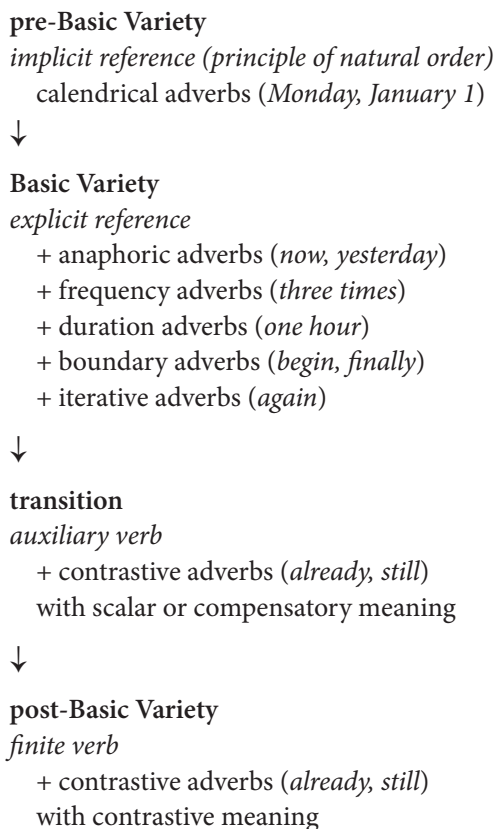 pre-Basic Variety
implicit reference (principle of natural order)
calendrical adverbs (Monday, January 1)
↓
Basic Variety
explicit reference
+ anaphoric adverbs (now, yesterday)
+ frequency adverbs (three times)
+ duration adverbs (one hour)
+ boundary adverbs (begin, finally)
+ iterative adverbs (again)
↓
transition
auxiliary verb
+ contrastive adverbs (already, still)
with scalar or compensatory meaning
↓
post-Basic Variety
finite verb
+ contrastive adverbs (already, still)
with contrastive meaning